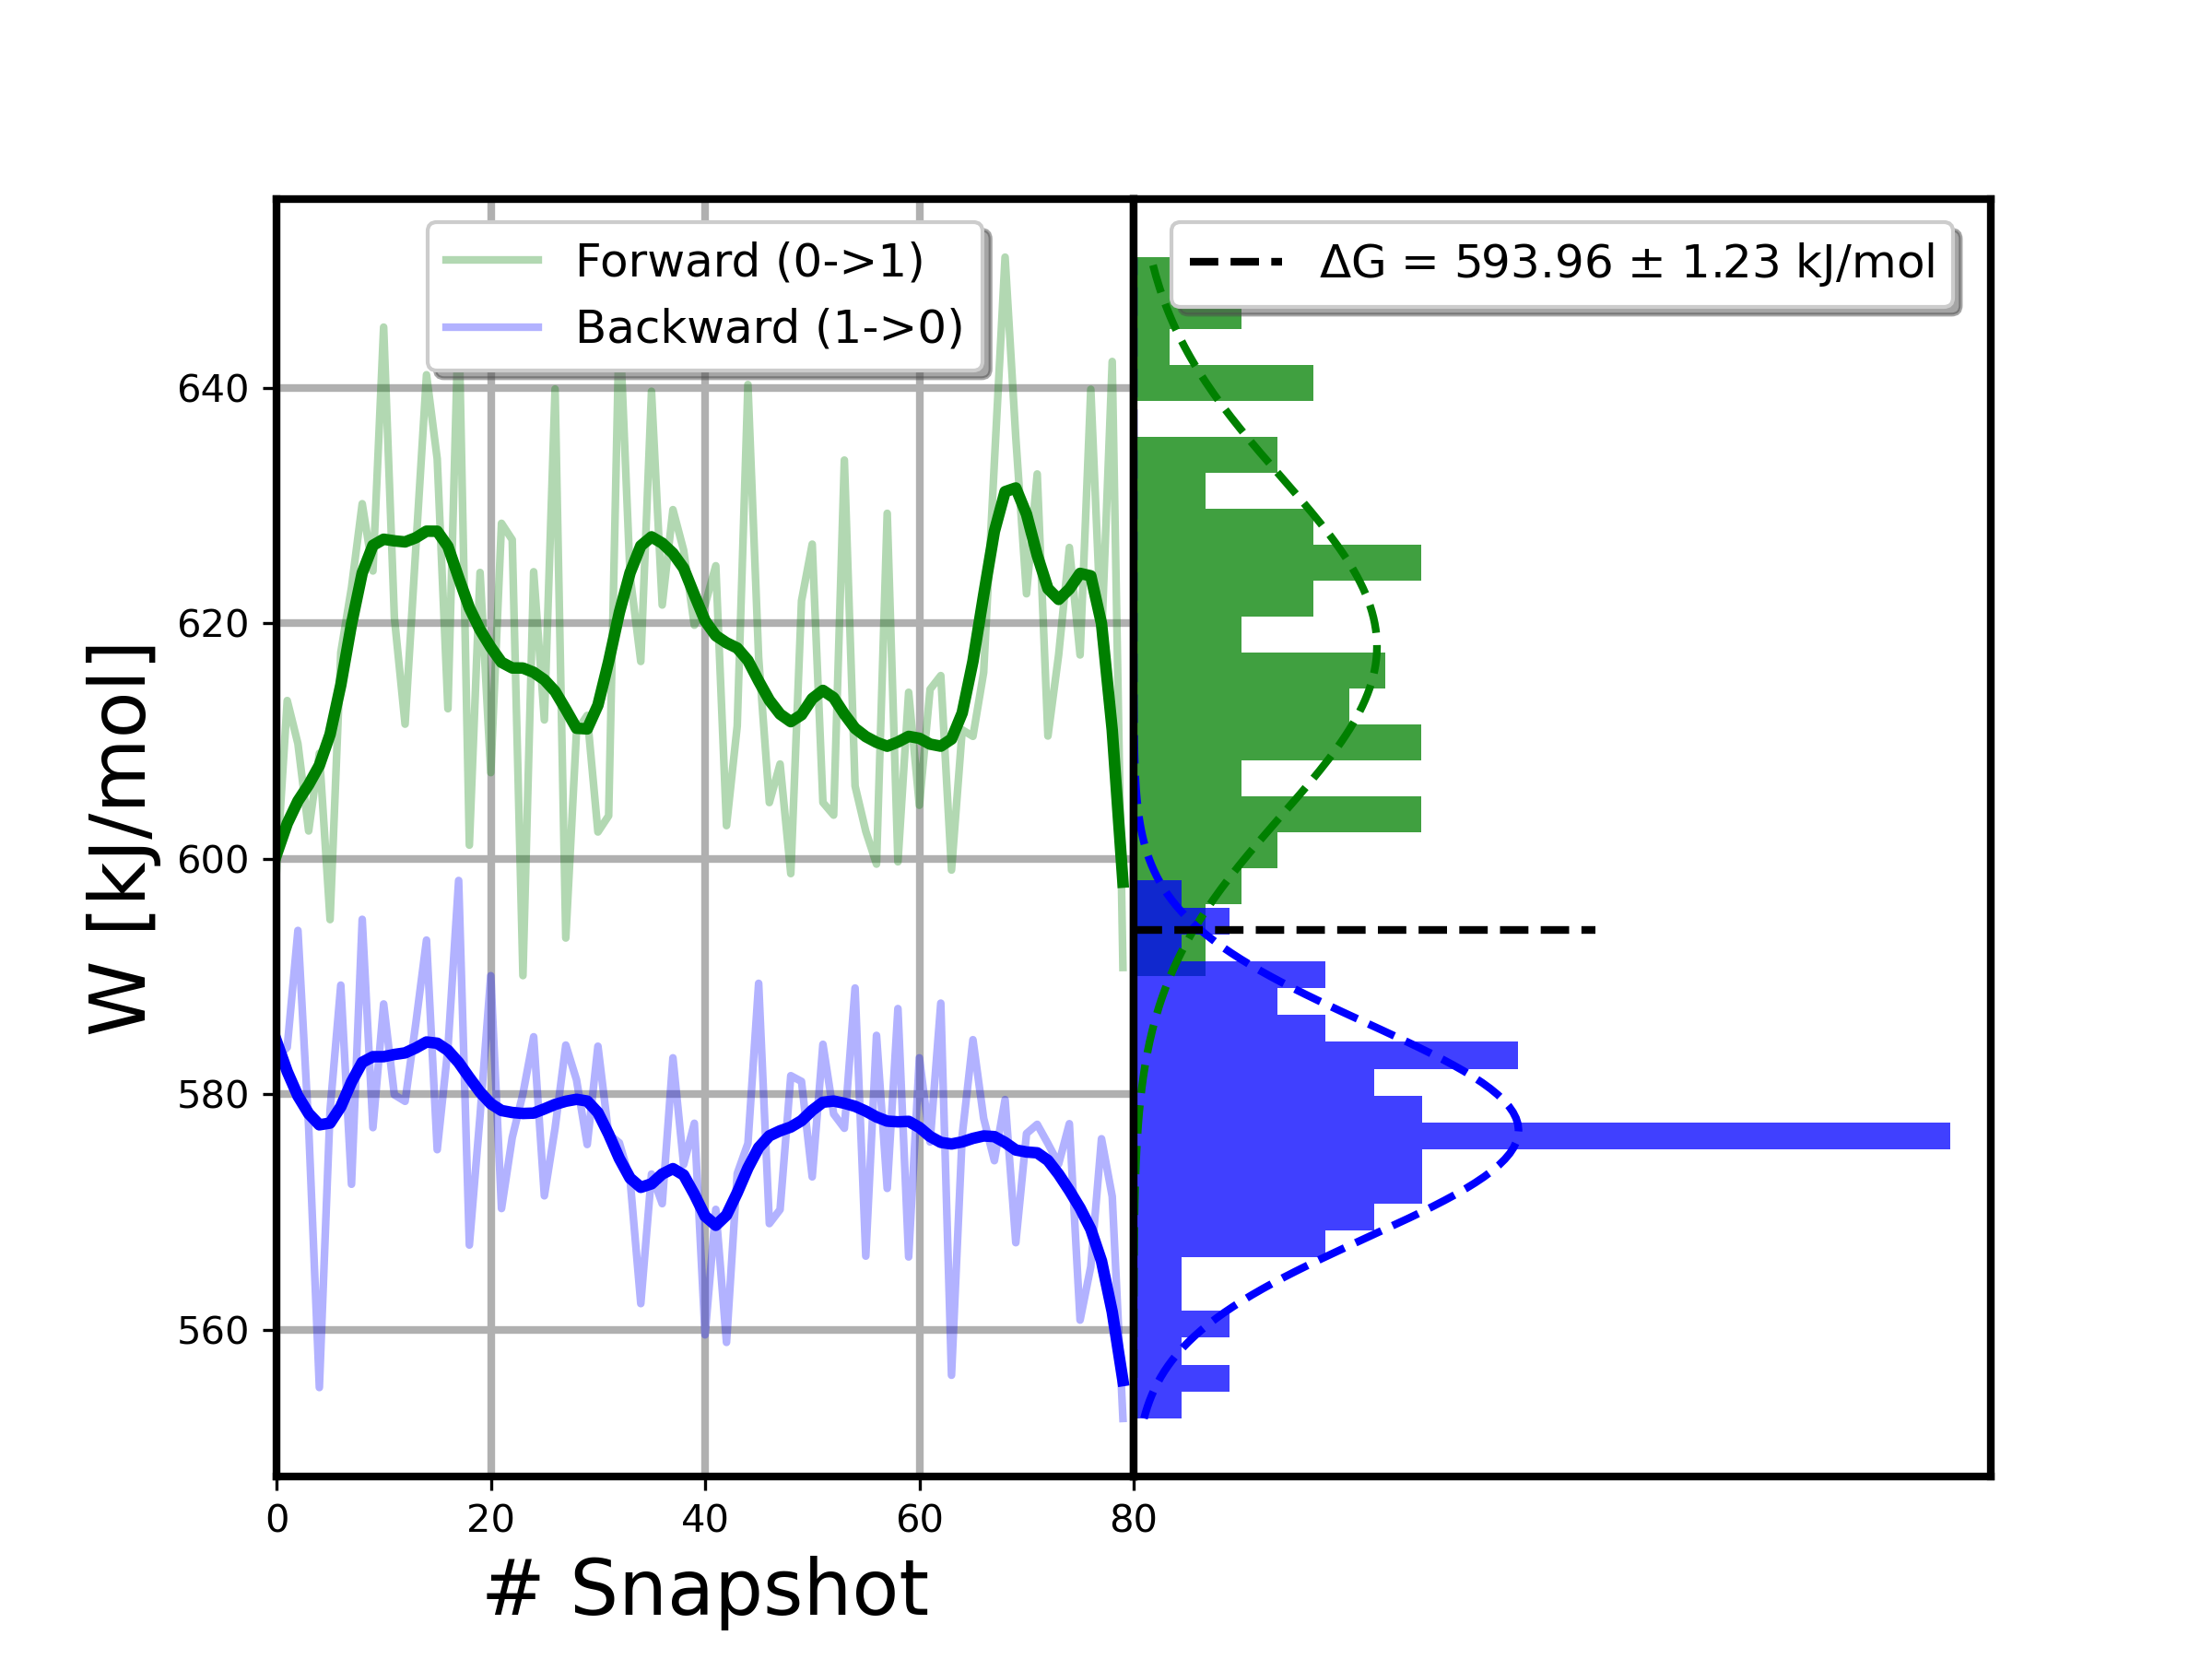 Forward (0->1)
Backward (1->0)
ΔG = 593.96 ± 1.23 kJ/mol
640
620
600
580
560
W [kJ/mol]
0
20
40
60
80
# Snapshot